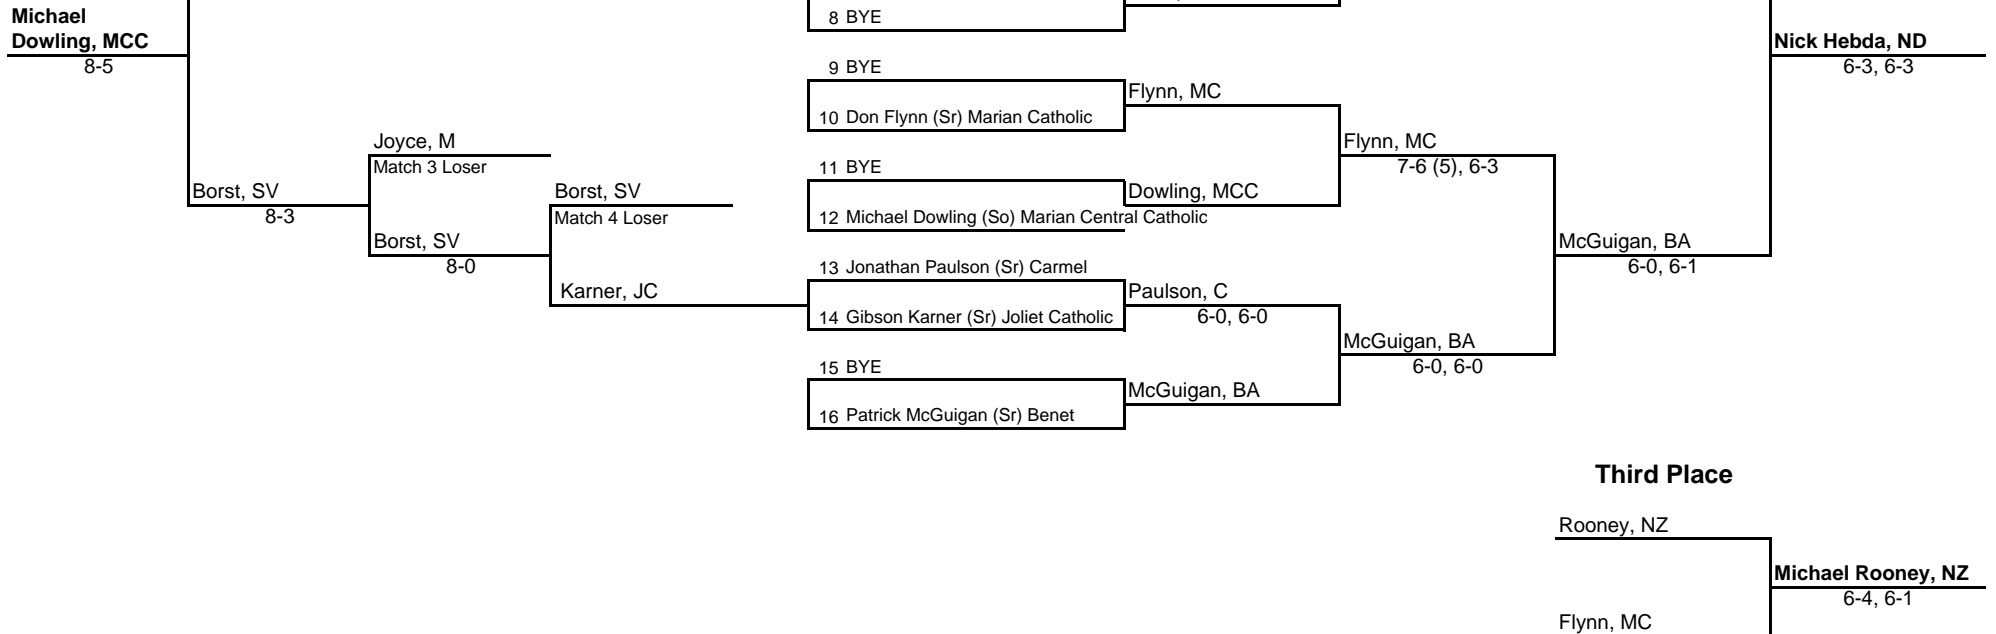 Michael
Dowling, MCC
8-5
8 BYE
Nick Hebda, ND
6-3, 6-3
9 BYE
Flynn, MC
10 Don Flynn (Sr) Marian Catholic
Joyce, M
Flynn, MC
Match 3 Loser
11 BYE
7-6 (5), 6-3
Borst, SV
Borst, SV
Dowling, MCC
8-3
Match 4 Loser
12 Michael Dowling (So) Marian Central Catholic
Borst, SV
McGuigan, BA
8-0
13 Jonathan Paulson (Sr) Carmel
6-0, 6-1
Karner, JC
Paulson, C
14 Gibson Karner (Sr) Joliet Catholic
6-0, 6-0
McGuigan, BA
15 BYE
6-0, 6-0
McGuigan, BA
16 Patrick McGuigan (Sr) Benet
Third Place
Rooney, NZ
Michael Rooney, NZ
6-4, 6-1
Flynn, MC